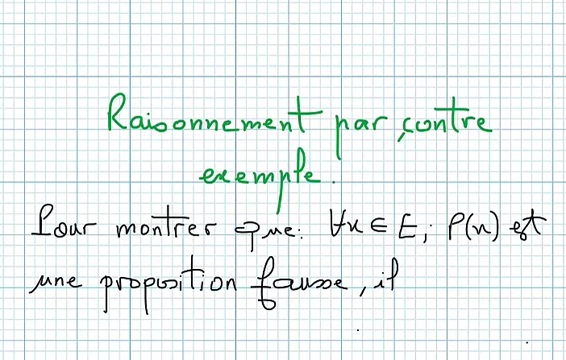 Raisonnement par contre
exemple.
Pour montrer que: ∀x ∈ E; P(x) est
une proposition fausse, il